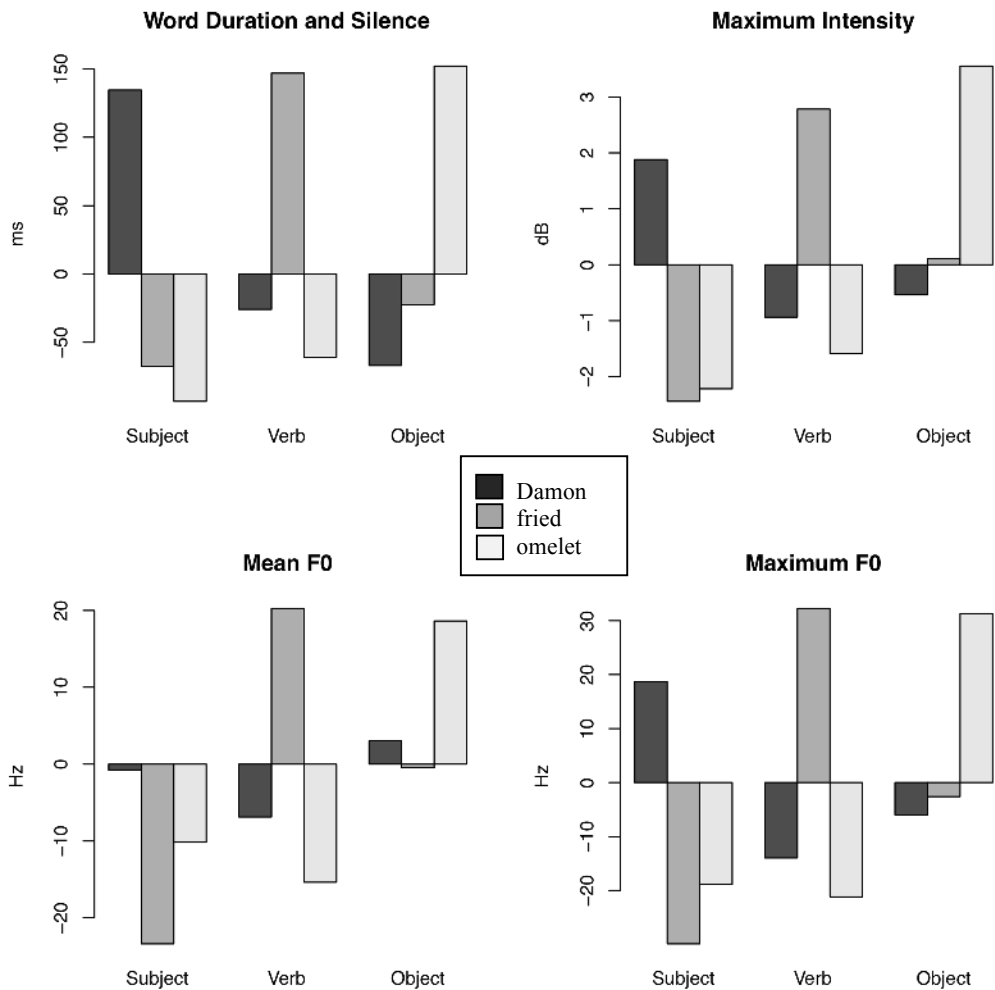 Word Duration and Silence
Maximum Intensity
150
100
50
0
−50
ms
Subject Verb Object
3
2
1
0
−1
−2
dB
Subject Verb Object
Damon
fried
omelet
Mean F0
Maximum F0
20
10
0
−10
−20
Hz
Subject Verb Object
30
20
10
0
−10
−20
Hz
Subject Verb Object